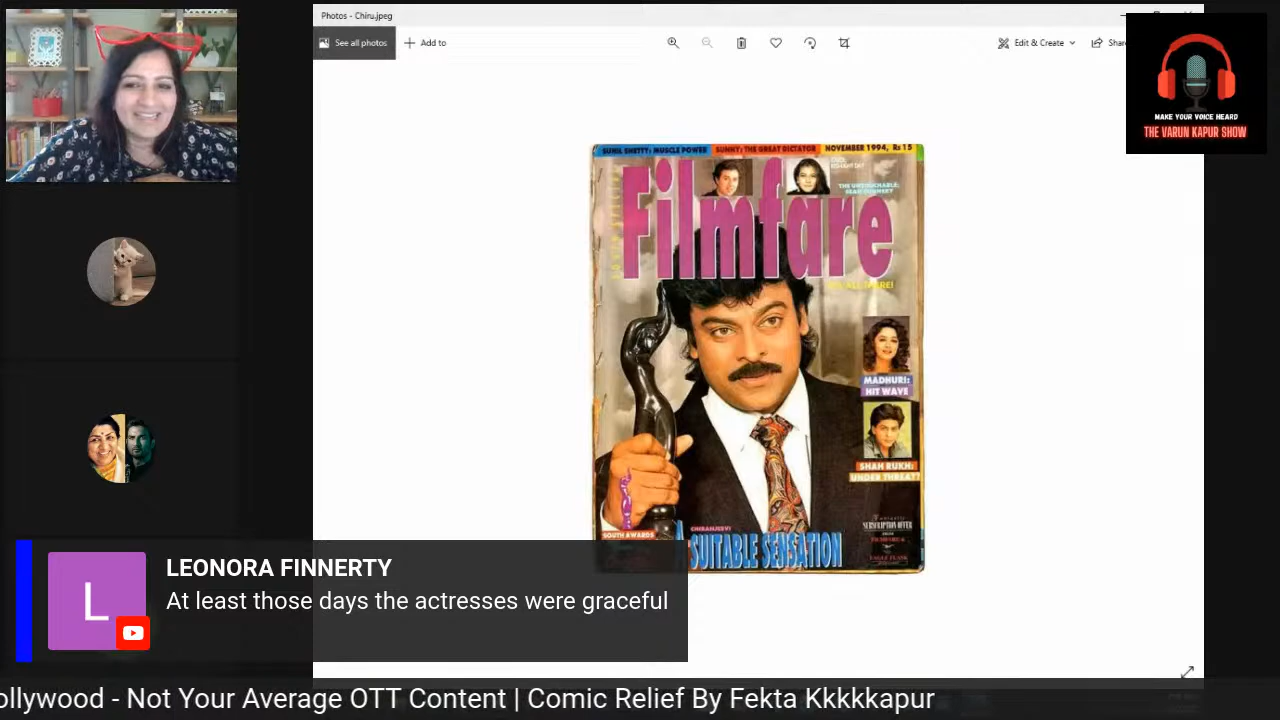 Photos - Chiru.jpeg
See all photos
Add to
Edit & Create
Share
MAKE YOUR VOICE HEARD
THE VARUN KAPUR SHOW
SUNIL SHETTY: MUSCLE POWER
SUNNY: THE GREAT DICTATOR
NOVEMBER 1994, Rs 15
THE UNTOUCHABLE:
SEAN CONNERY
Filmfare
MADHURI:
HIT WAVE
SHAH RUKH:
UNDER THREAT?
SUBSCRIPTION OFFER
SOUTH AWARDS
CHIRANJEEVI
A SUITABLE SENSATION
L
LEONORA FINNERTY
At least those days the actresses were graceful
ollywood - Not Your Average OTT Content | Comic Relief By Fekta Kkkkkapur